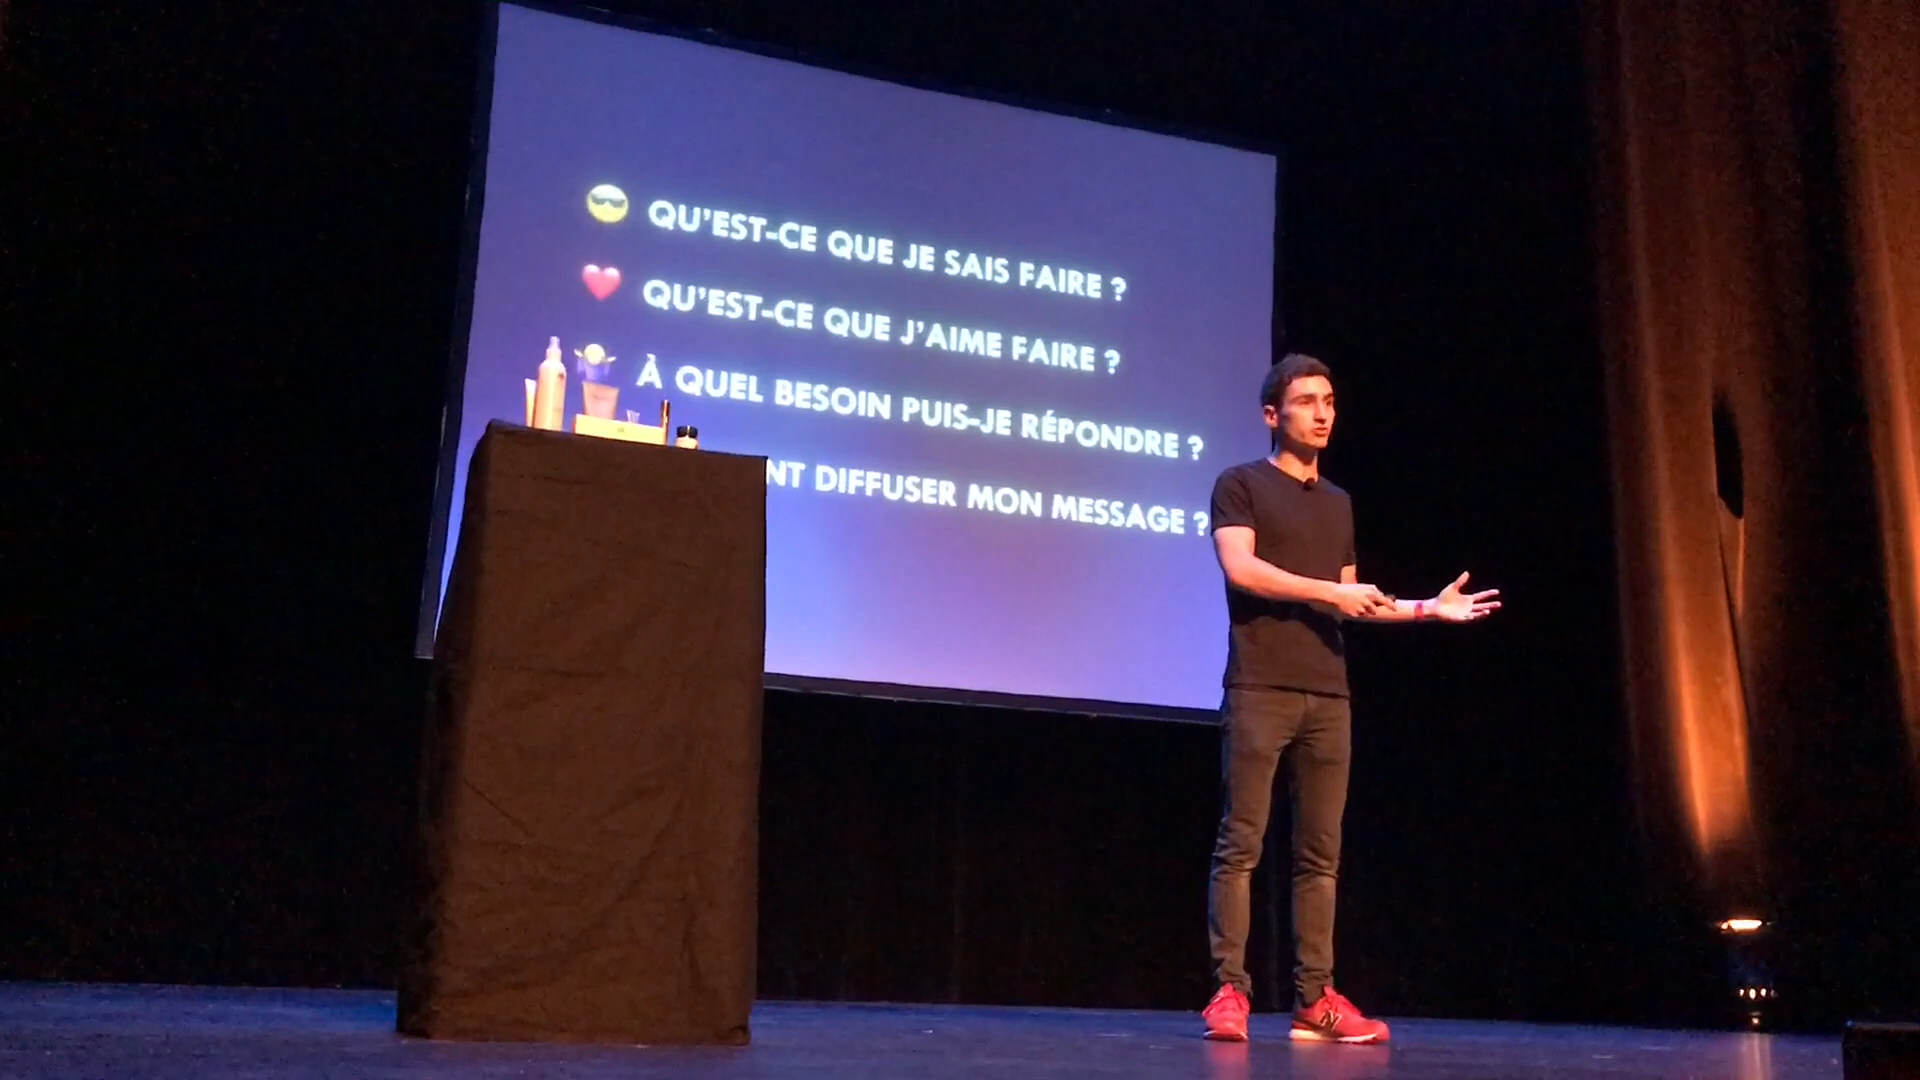 QU'EST-CE QUE JE SAIS FAIRE ?
QU'EST-CE QUE J'AIME FAIRE ?
À QUEL BESOIN PUIS-JE RÉPONDRE ?
NT DIFFUSER MON MESSAGE ?